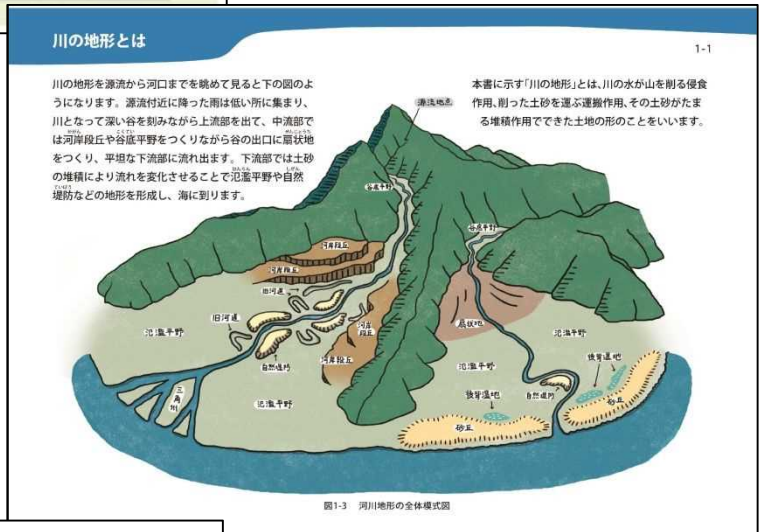 川の地形とは
1-1
川の地形を源流から河口までを眺めて見ると下の図のよ
うになります。源流付近に降った雨は低い所に集まり、
川となって深い谷を刻みながら上流部を出て、中流部で
は河岸段丘や谷底平野をつくりながら谷の出口に扇状地
をつくり、平坦な下流部に流れ出ます。下流部では土砂
の堆積により流れを変化させることで氾濫平野や自然
堤防などの地形を形成し、海に到ります。
本書に示す「川の地形」とは、川の水が山を削る侵食
作用、削った土砂を運ぶ運搬作用、その土砂がたま
る堆積作用でできた土地の形のことをいいます。
源流地点
谷底平野
谷底平野
河岸段丘
河岸段丘
旧河道
旧河道
河岸
段丘
扇状地
氾濫平野
氾濫平野
自然堤防
河岸段丘
氾濫平野
後背湿地
三角州
氾濫平野
後背湿地
自然堤防
砂丘
砂丘
図1-3 河川地形の全体模式図